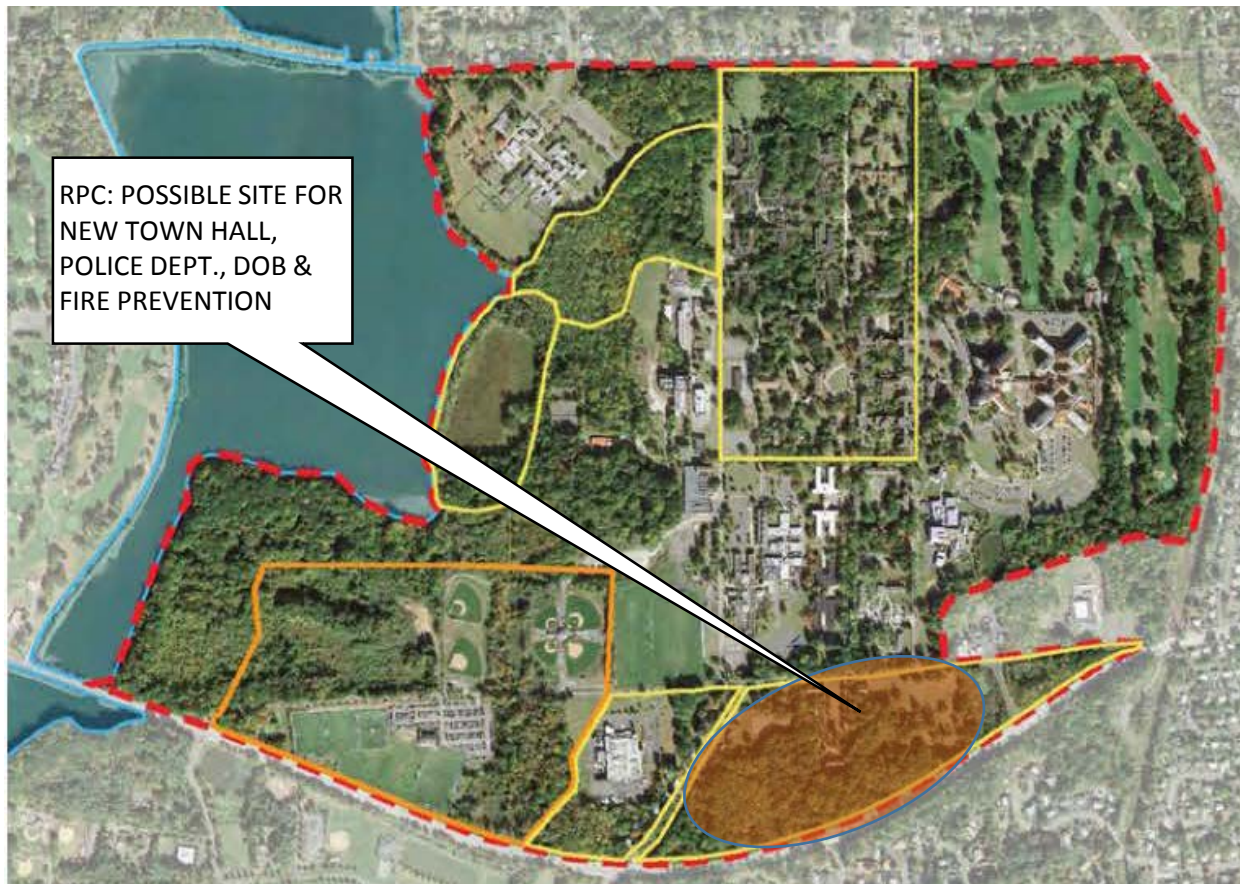 RPC: POSSIBLE SITE FOR
NEW TOWN HALL,
POLICE DEPT., DOB &
FIRE PREVENTION